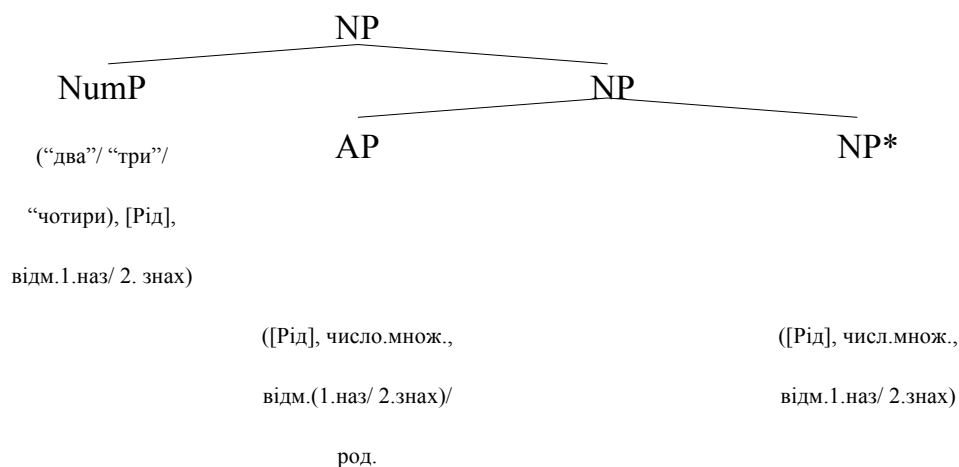 NP
NumP NP
(“два”/ “три”/ AP NP*
“чотири), [Рід],
відм.1.наз/ 2. знах)
([Рід], число.множ., ([Рід], числ.множ.,
відм.(1.наз/ 2.знах)/ відм.1.наз/ 2.знах)
род.